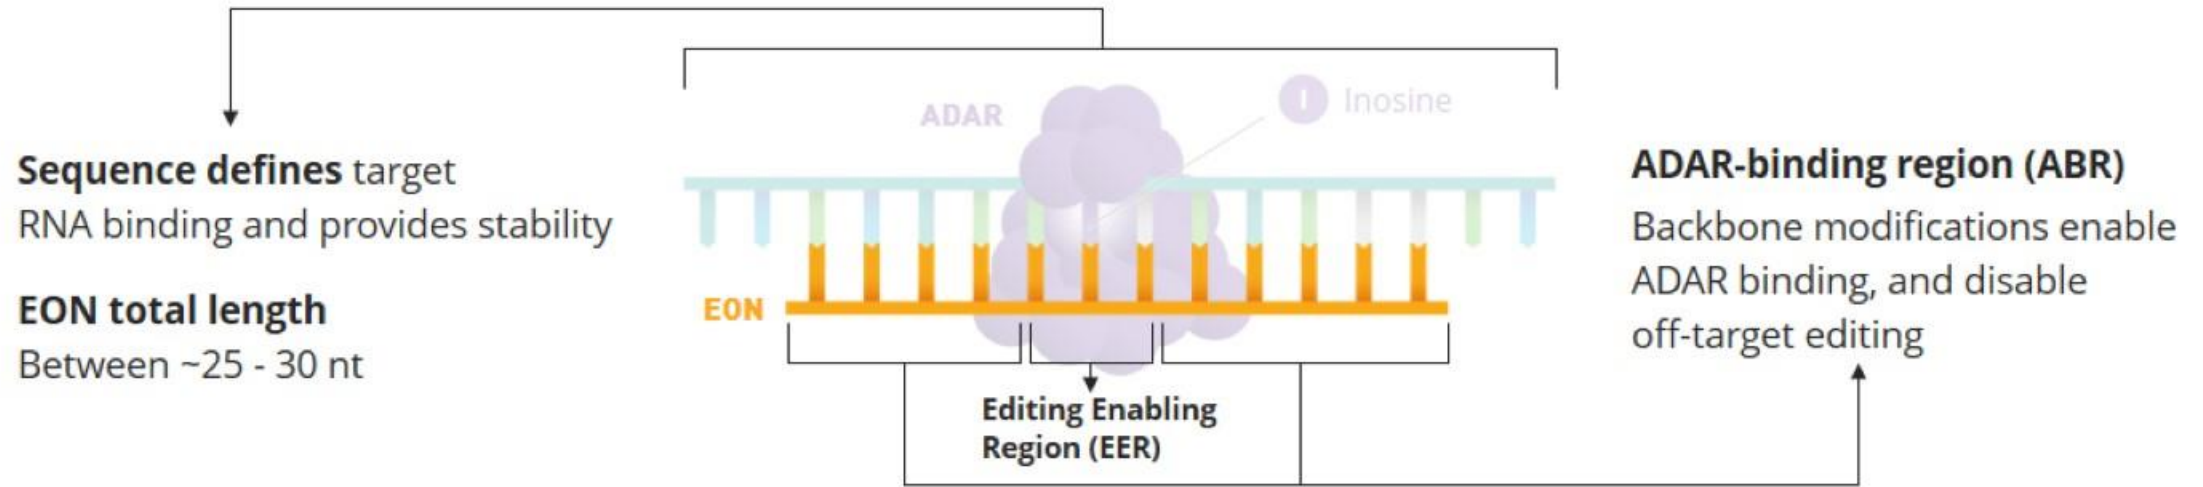 Sequence defines target
RNA binding and provides stability
EON total length
Between ~25 - 30 nt
ADAR
I Inosine
EON
Editing Enabling
Region (EER)
ADAR-binding region (ABR)
Backbone modifications enable
ADAR binding, and disable
off-target editing